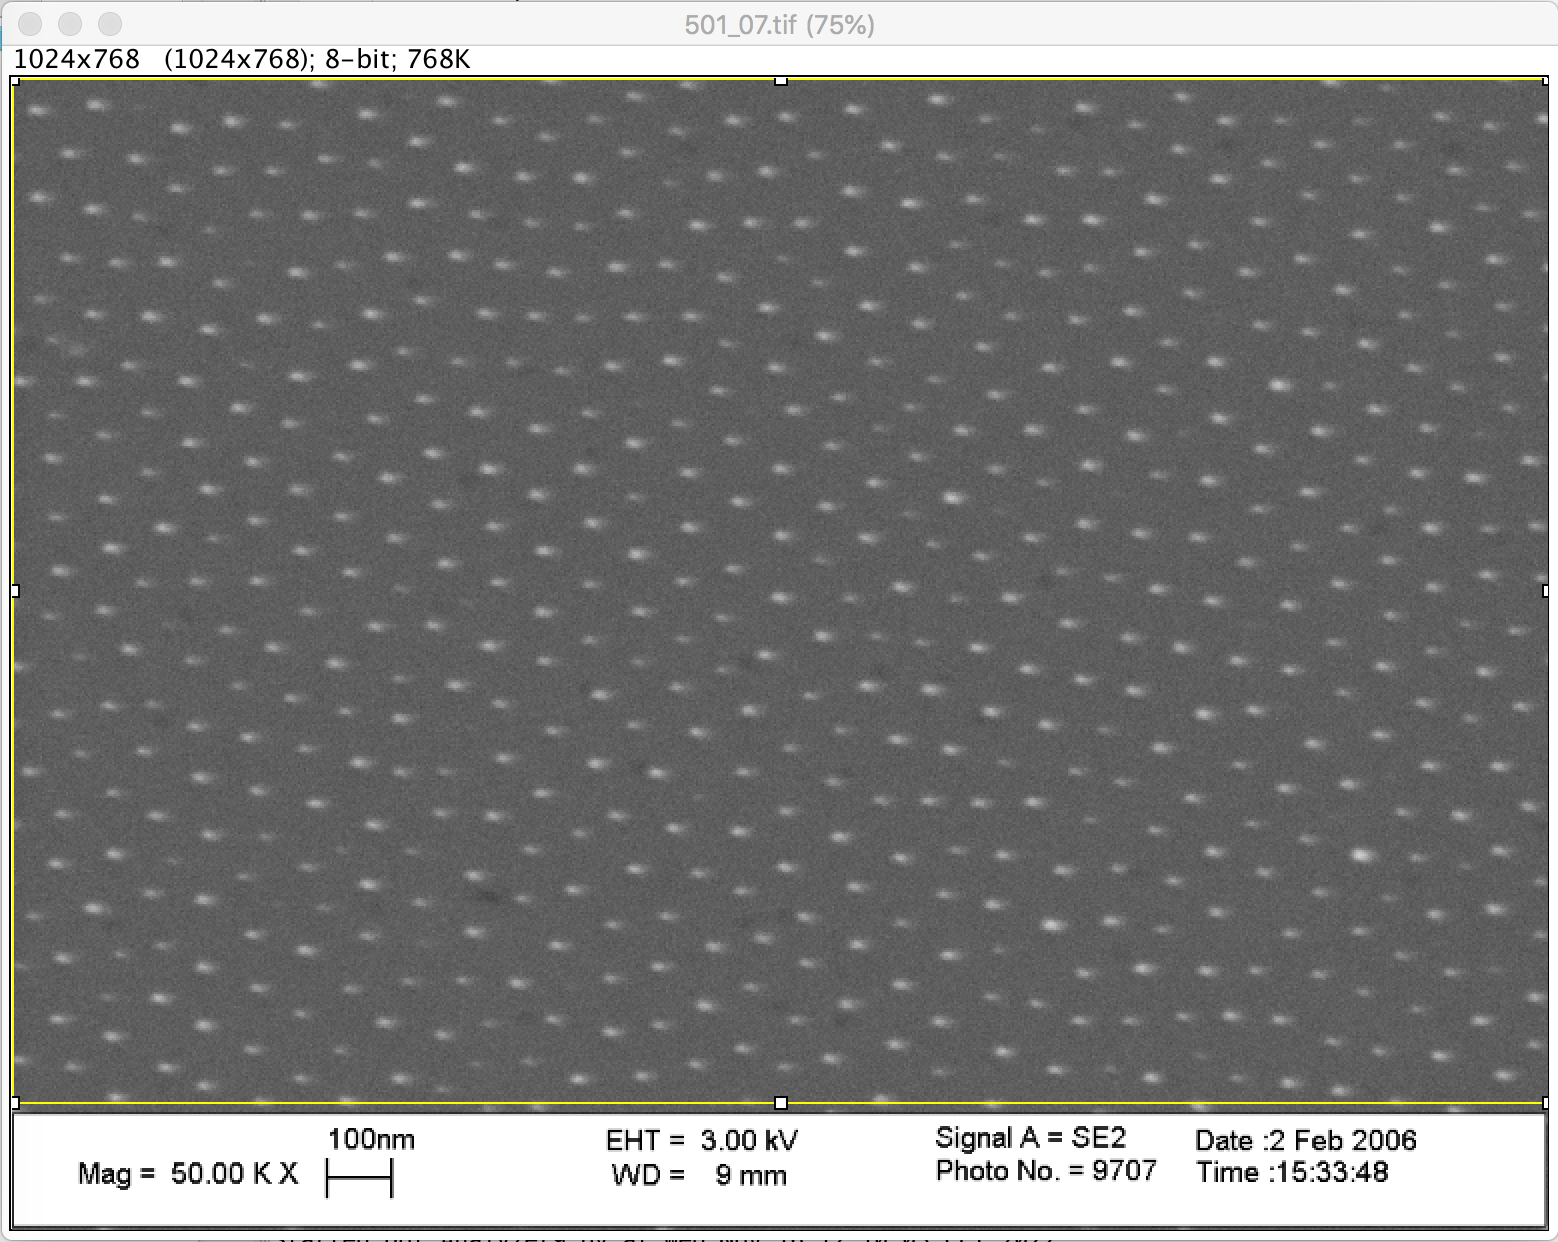 501_07.tif (75%)
1024x768 (1024x768); 8-bit; 768K
100nm
Mag = 50.00 K X
EHT = 3.00 kV
WD = 9 mm
Signal A = SE2
Photo No. = 9707
Date :2 Feb 2006
Time :15:33:48